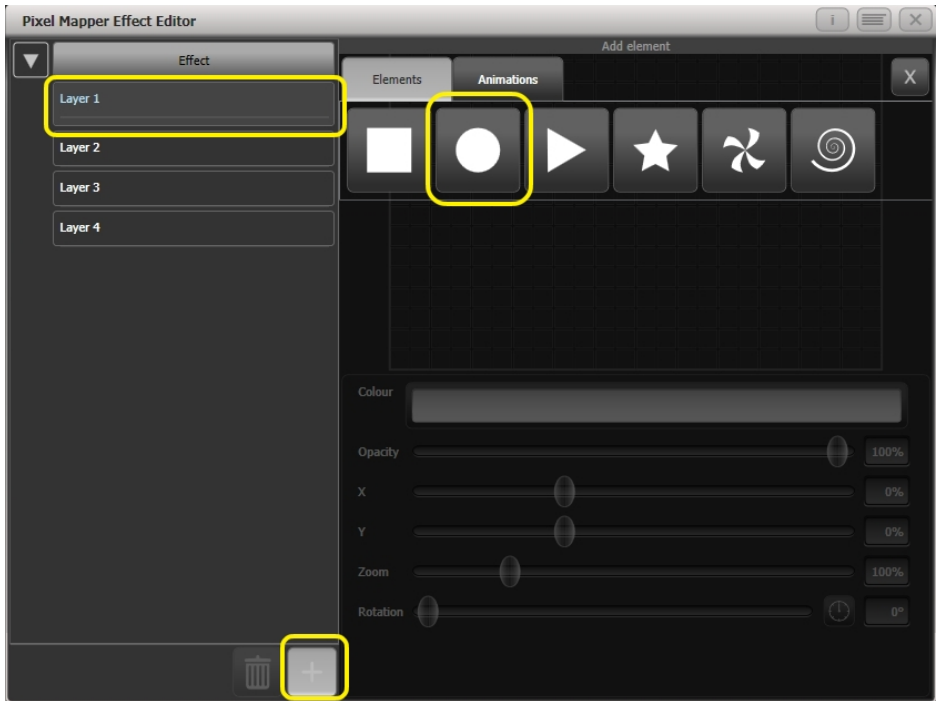 Pixel Mapper Effect Editor
i
X
Effect
Add element
Elements
Animations
X
Layer 1
Layer 2
Layer 3
Layer 4
Colour
Opacity 100%
X 0%
Y 0%
Zoom 100%
Rotation 0°